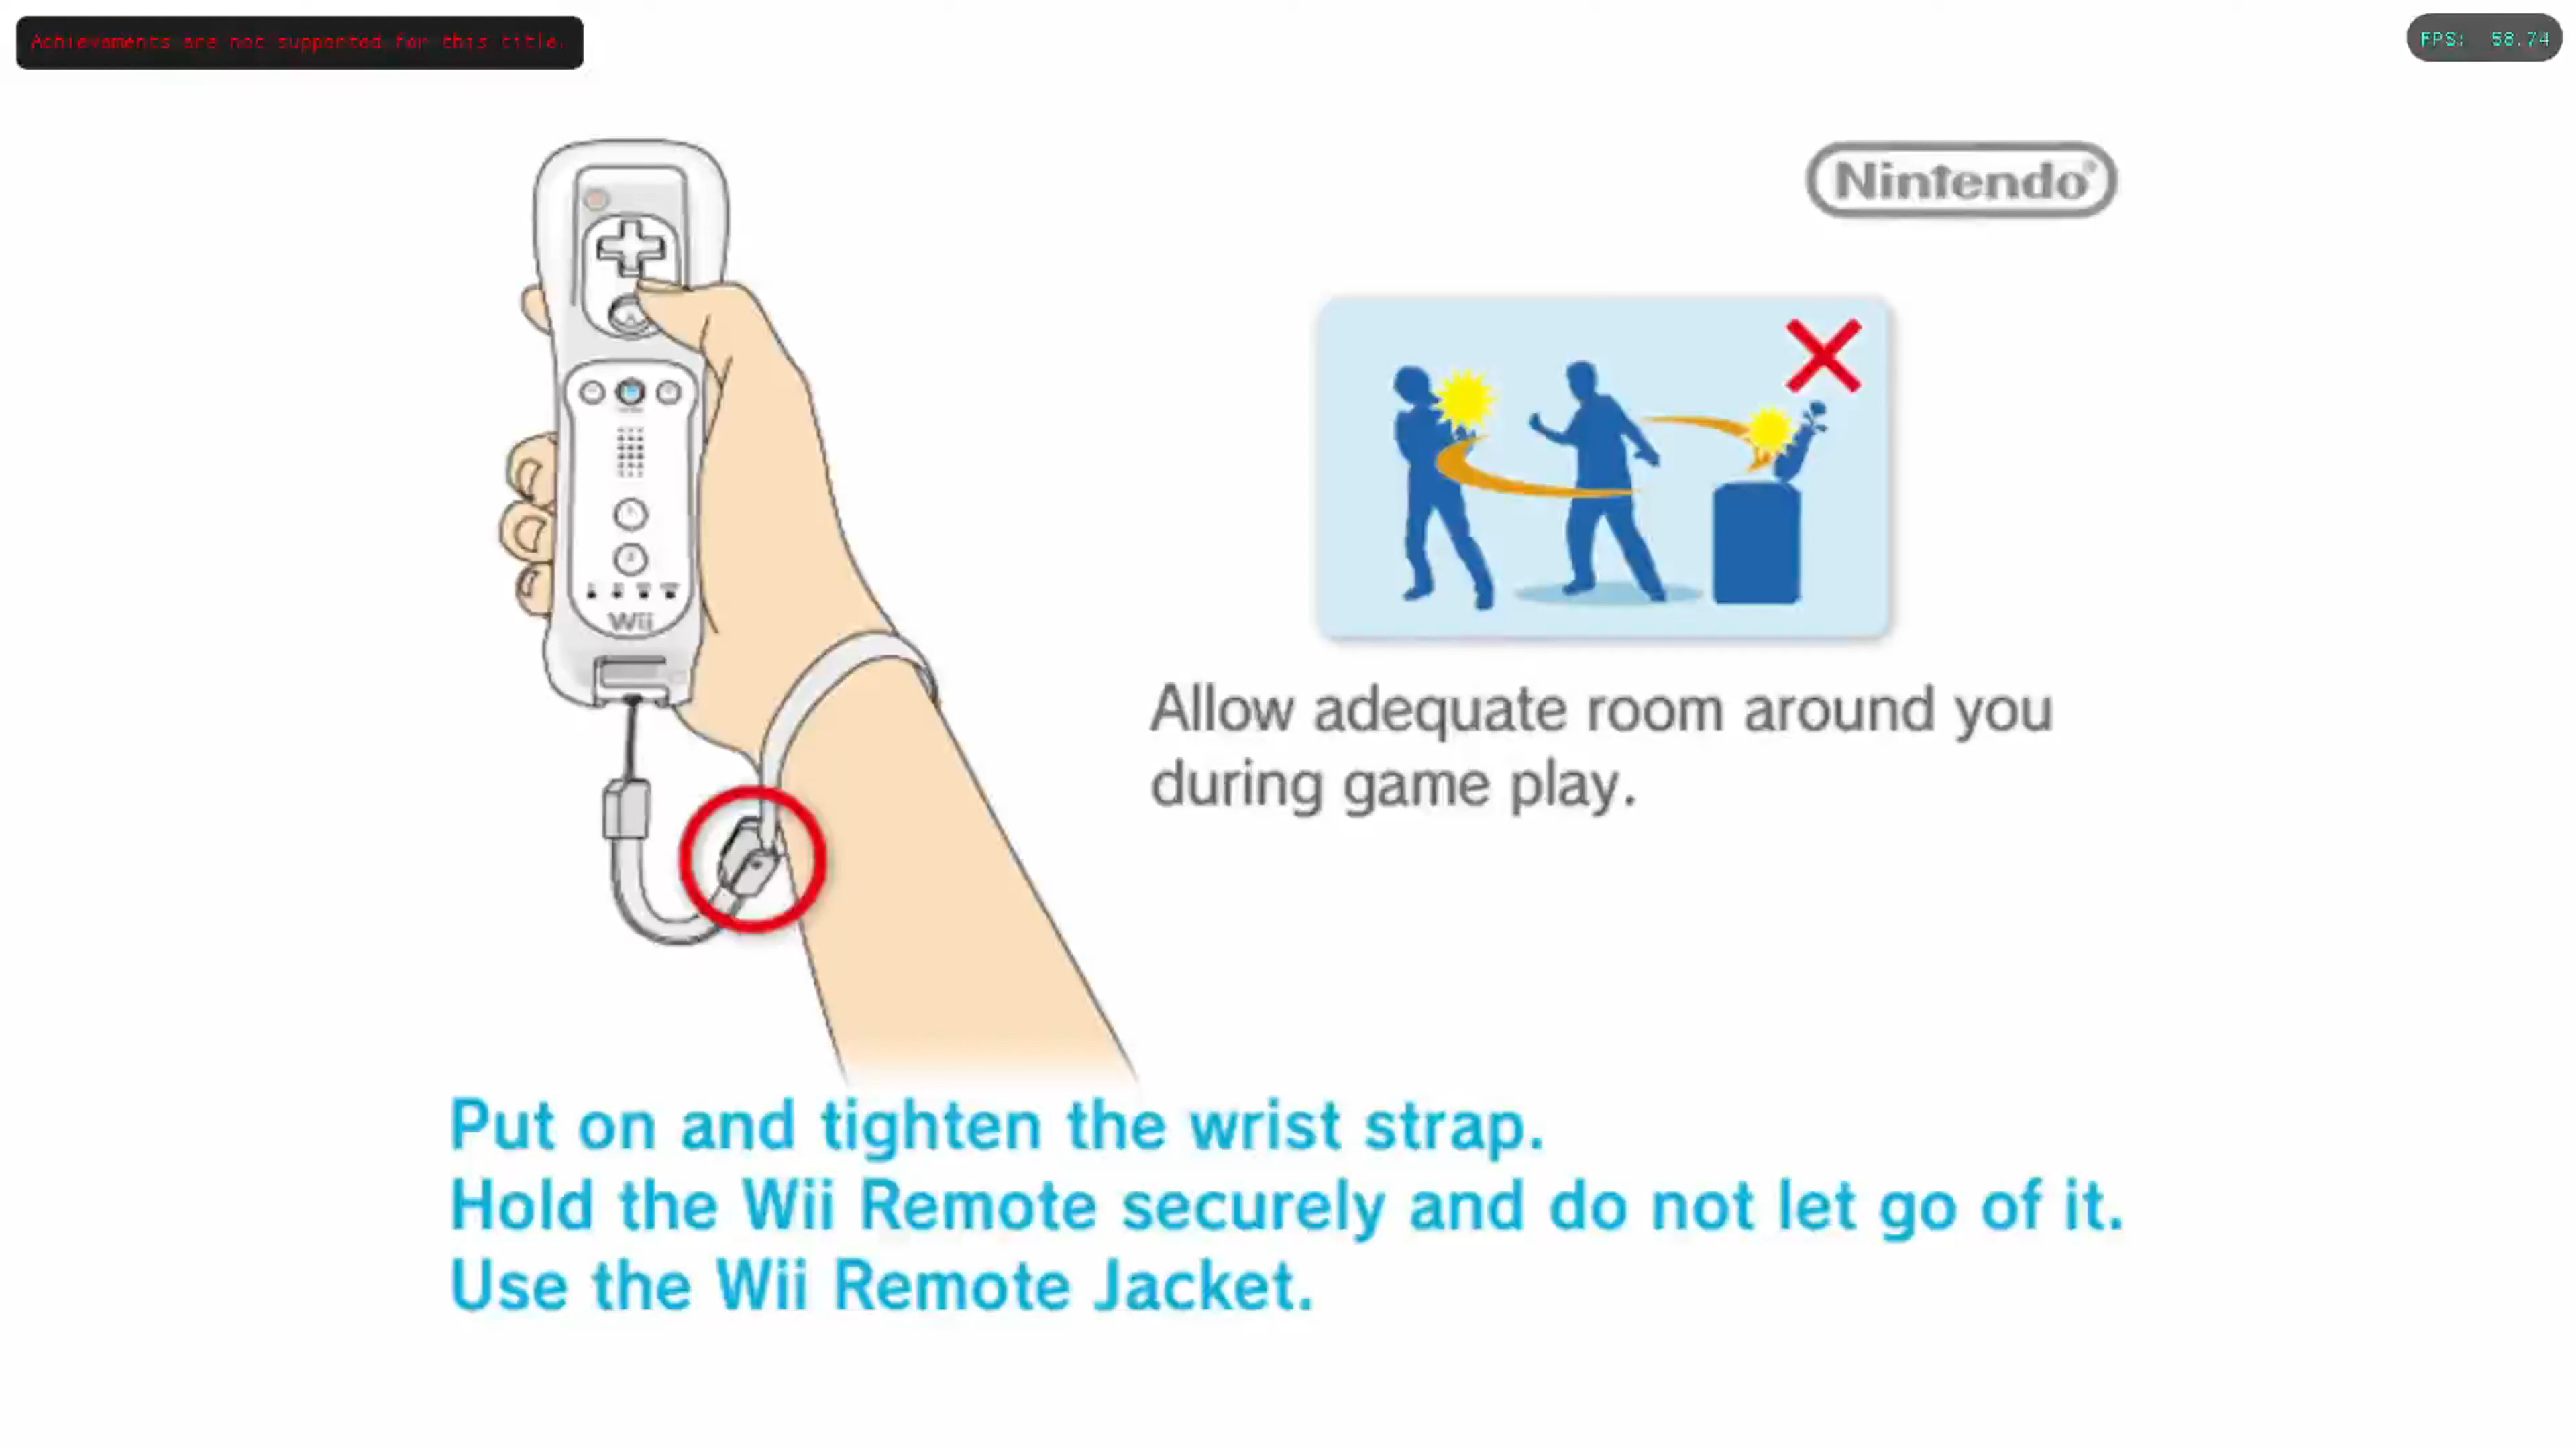 Achievements are not supported for this title.
FPS: 58.74
Nintendo®
Wii
Allow adequate room around you
during game play.
Put on and tighten the wrist strap.
Hold the Wii Remote securely and do not let go of it.
Use the Wii Remote Jacket.